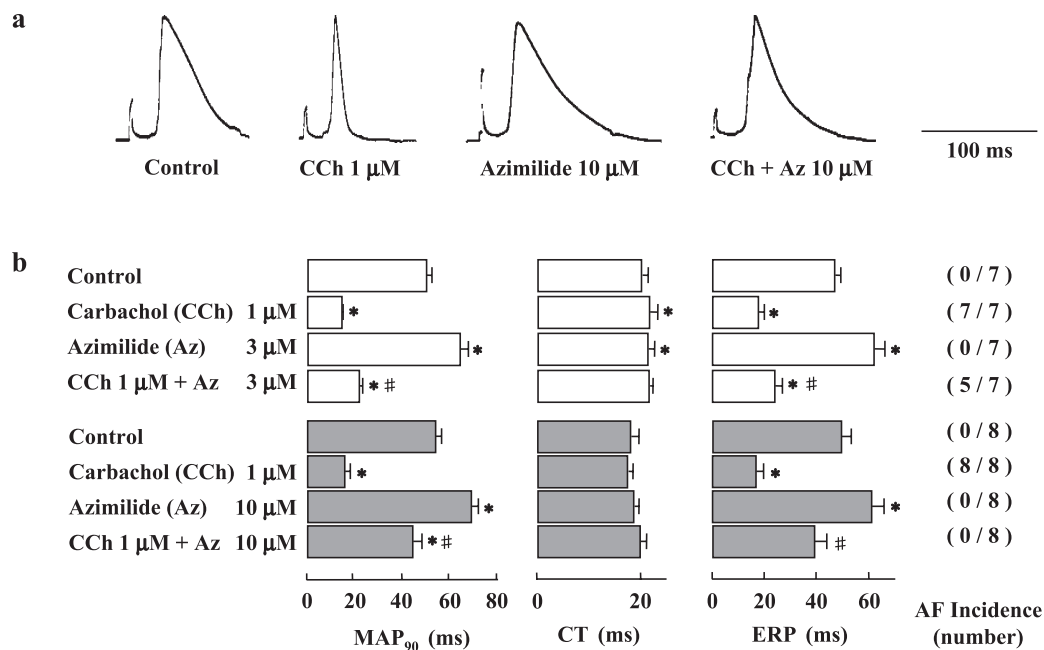 a
Control
CCh 1 μM
Azimilide 10 μM
CCh + Az 10 μM
100 ms
b
Control ( 0 / 7 )
Carbachol (CCh) 1 μM * * * ( 7 / 7 )
Azimilide (Az) 3 μM * * * ( 0 / 7 )
CCh 1 μM + Az 3 μM * # * # ( 5 / 7 )
Control ( 0 / 8 )
Carbachol (CCh) 1 μM * * ( 8 / 8 )
Azimilide (Az) 10 μM * * ( 0 / 8 )
CCh 1 μM + Az 10 μM * # # ( 0 / 8 )
0 20 40 60 80 0 20 0 20 40 60
MAP90 (ms) CT (ms) ERP (ms)
AF Incidence
(number)